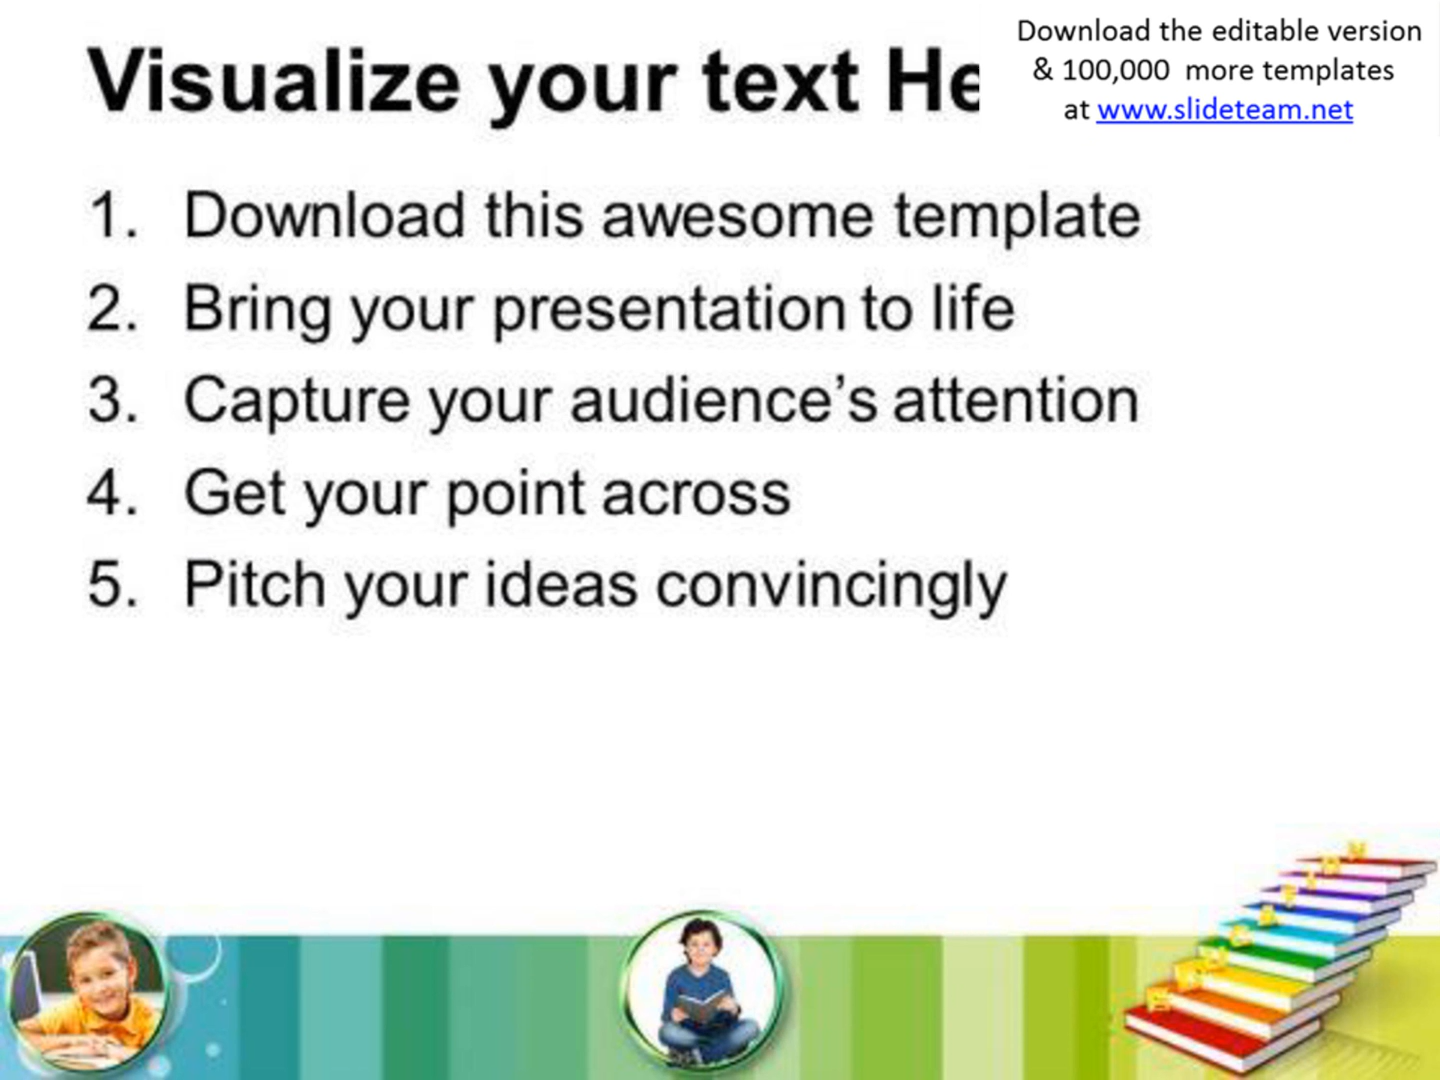 Visualize your text He
Download the editable version
& 100,000 more templates
at www.slideteam.net
1. Download this awesome template
2. Bring your presentation to life
3. Capture your audience’s attention
4. Get your point across
5. Pitch your ideas convincingly